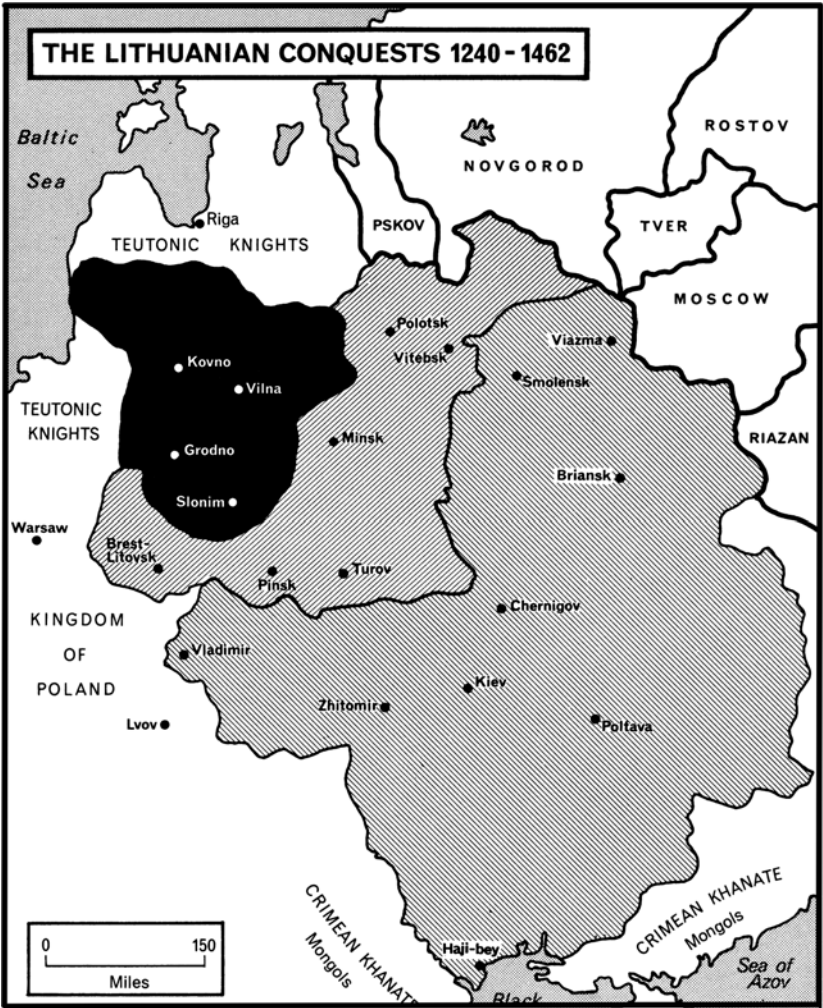 THE LITHUANIAN CONQUESTS 1240-1462
Baltic
Sea
ROSTOV
NOVGOROD
Riga
PSKOV
TVER
TEUTONIC KNIGHTS
MOSCOW
Polotsk
Vitebsk
Viazma
Kovno
Smolensk
Vilna
TEUTONIC
KNIGHTS
Minsk
RIAZAN
Grodno
Briansk
Slonim
Warsaw
Brest-
Litovsk
Pinsk
Turov
Chernigov
KINGDOM
OF
POLAND
Vladimir
Kiev
Zhitomir
Lvov
Poltava
CRIMEAN KHANATE
Mongols
CRIMEAN KHANATE
Mongols
Haji-bey
Sea of
Azov
Black
0 150
Miles